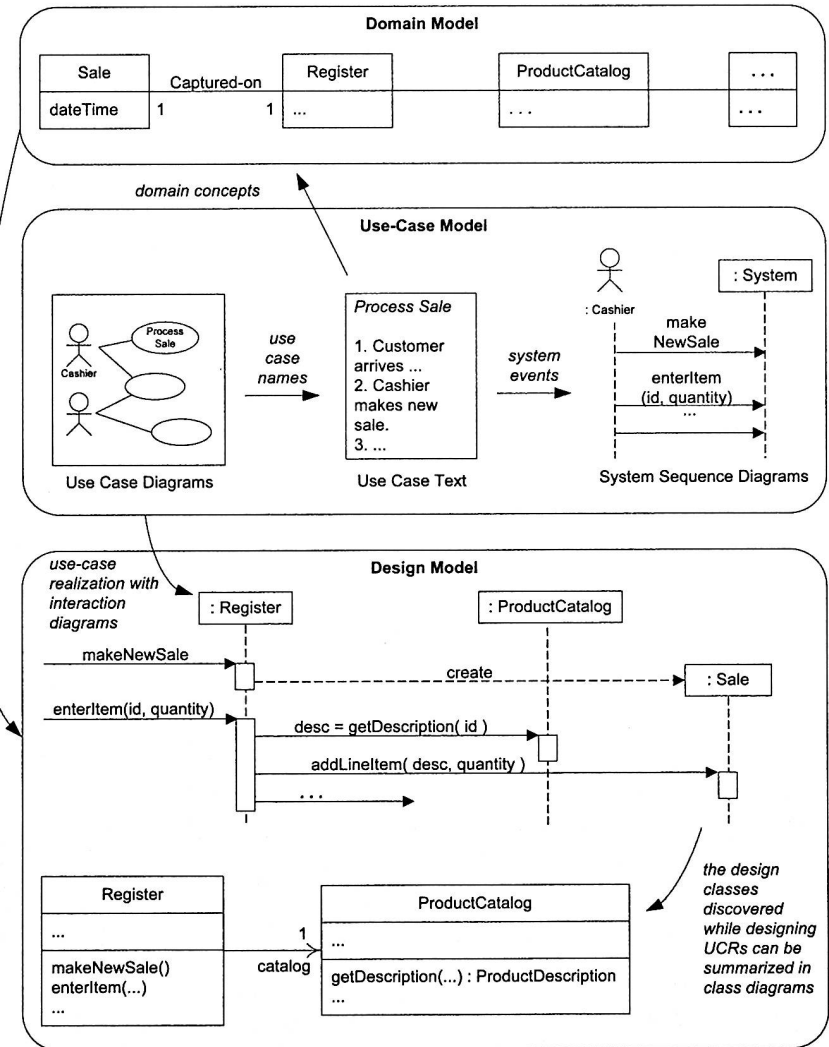 Domain Model
Sale
Captured-on
Register
ProductCatalog
. . .
dateTime
1
1
...
. . .
. . .
domain concepts
Use-Case Model
Process
Sale
Cashier
use
case
names
Process Sale
1. Customer
arrives ...
2. Cashier
makes new
sale.
3. ...
system
events
: Cashier
: System
make
NewSale
enterItem
(id, quantity)
...
Use Case Diagrams
Use Case Text
System Sequence Diagrams
Design Model
use-case
realization with
interaction
diagrams
: Register
: ProductCatalog
makeNewSale
create
: Sale
enterItem(id, quantity)
desc = getDescription( id )
addLineItem( desc, quantity )
. . .
Register
...
makeNewSale()
enterItem(...)
...
1
catalog
ProductCatalog
...
getDescription(...) : ProductDescription
...
the design
classes
discovered
while designing
UCRs can be
summarized in
class diagrams